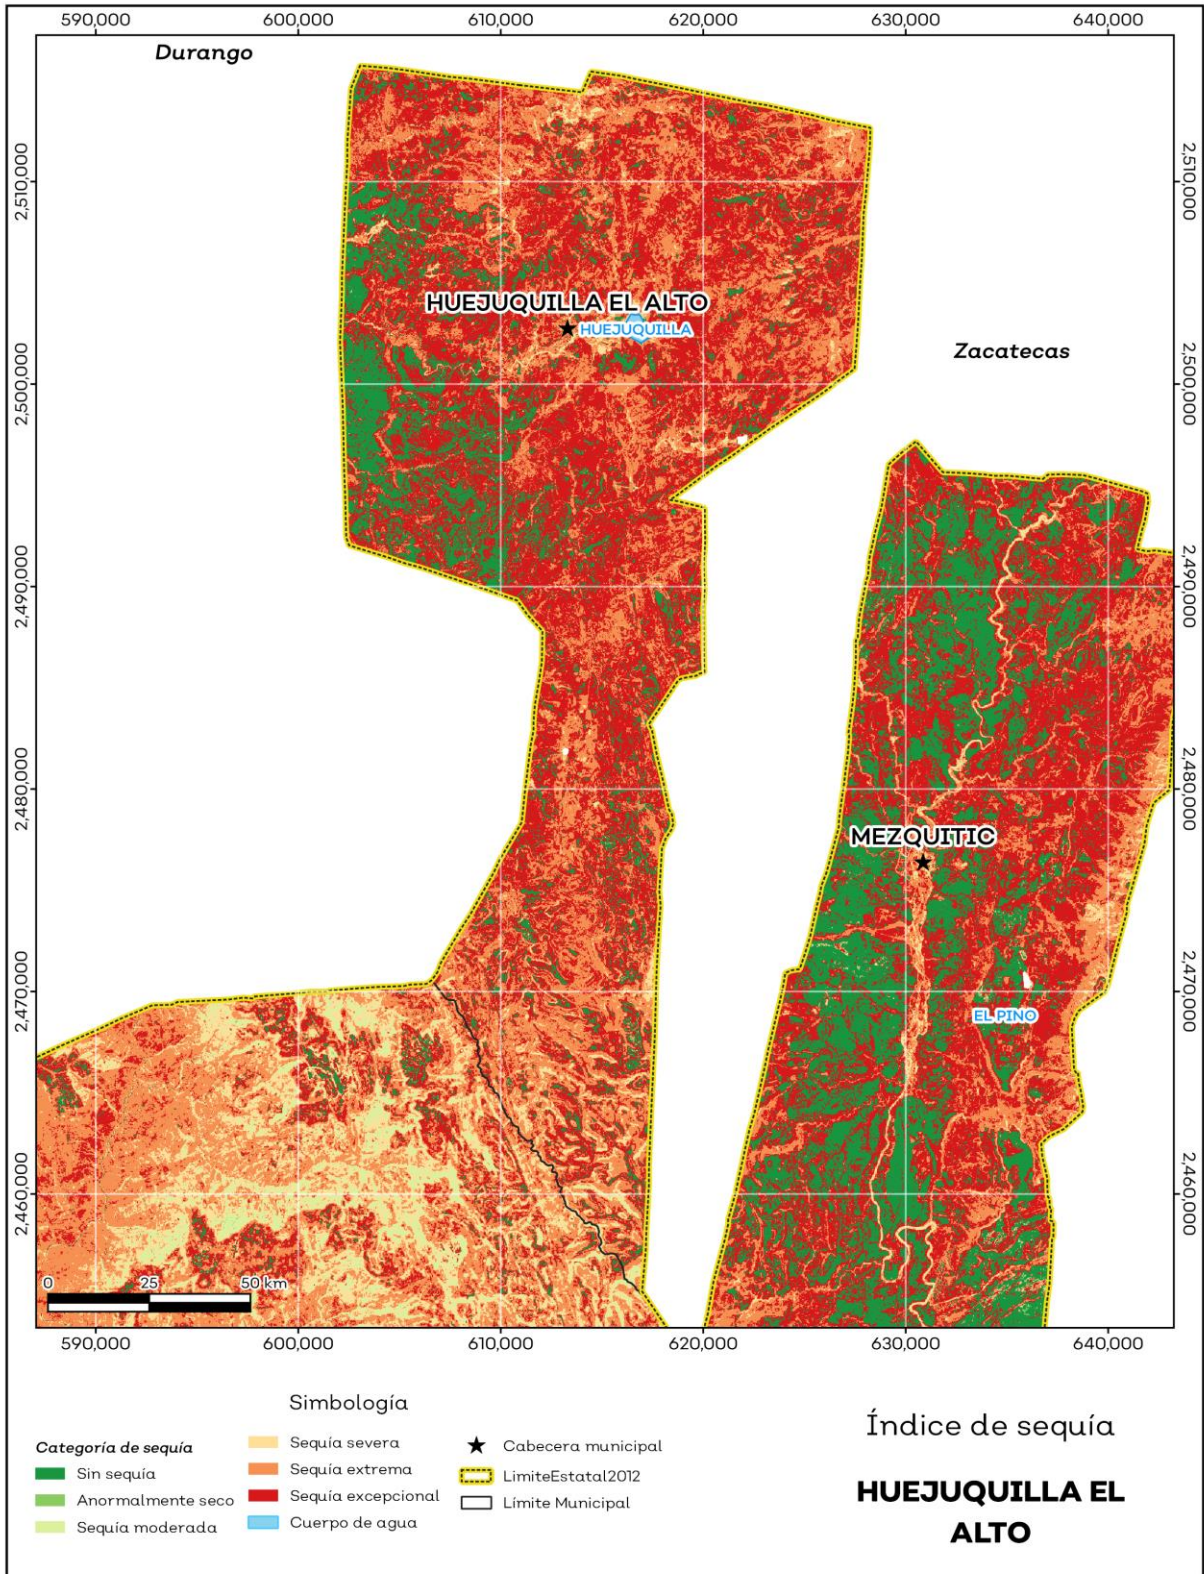 590,000 600,000 610,000 620,000 630,000 640,000
Durango
2,510,000 2,510,000
HUEJUQUILLA EL ALTO
HUEJUQUILLA
Zacatecas
2,500,000 2,500,000
2,490,000 2,490,000
2,480,000 2,480,000
MEZQUITIC
2,470,000 2,470,000
EL PINO
2,460,000 2,460,000
0 25 50 km
590,000 600,000 610,000 620,000 630,000 640,000
Simbología
Categoría de sequía
Sin sequía
Anormalmente seco
Sequía moderada
Sequía severa
Sequía extrema
Sequía excepcional
Cuerpo de agua
Cabecera municipal
LimiteEstatal2012
Límite Municipal
Índice de sequía
HUEJUQUILLA EL
ALTO